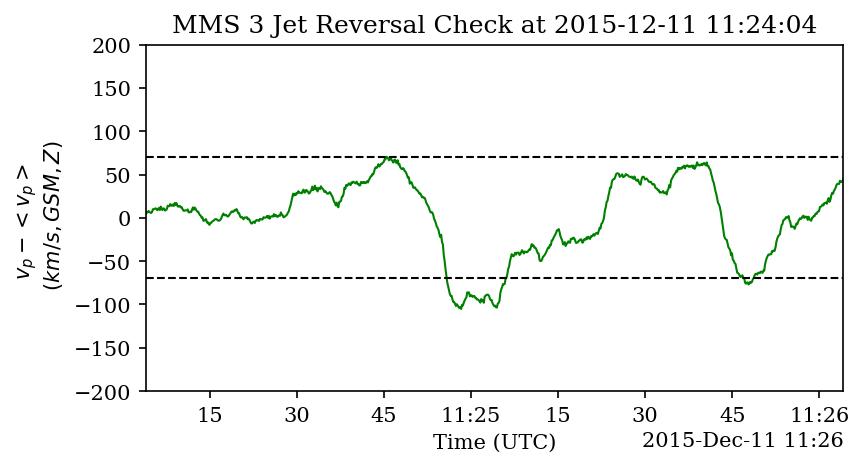 MMS 3 Jet Reversal Check at 2015-12-11 11:24:04
200
150
100
50
0
−50
−100
−150
−200
v_p − < v_p >
(km/s, GSM, Z)
15 30 45 11:25 15 30 45 11:26
Time (UTC)
2015-Dec-11 11:26